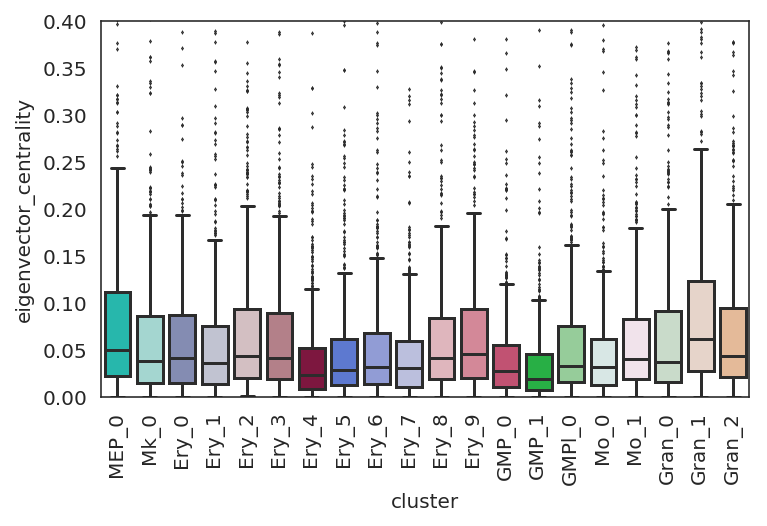 0.40
0.35
0.30
0.25
0.20
0.15
0.10
0.05
0.00
eigenvector_centrality
MEP_0
Mk_0
Ery_0
Ery_1
Ery_2
Ery_3
Ery_4
Ery_5
Ery_6
Ery_7
Ery_8
Ery_9
GMP_0
GMP_1
GMPl_0
Mo_0
Mo_1
Gran_0
Gran_1
Gran_2
cluster